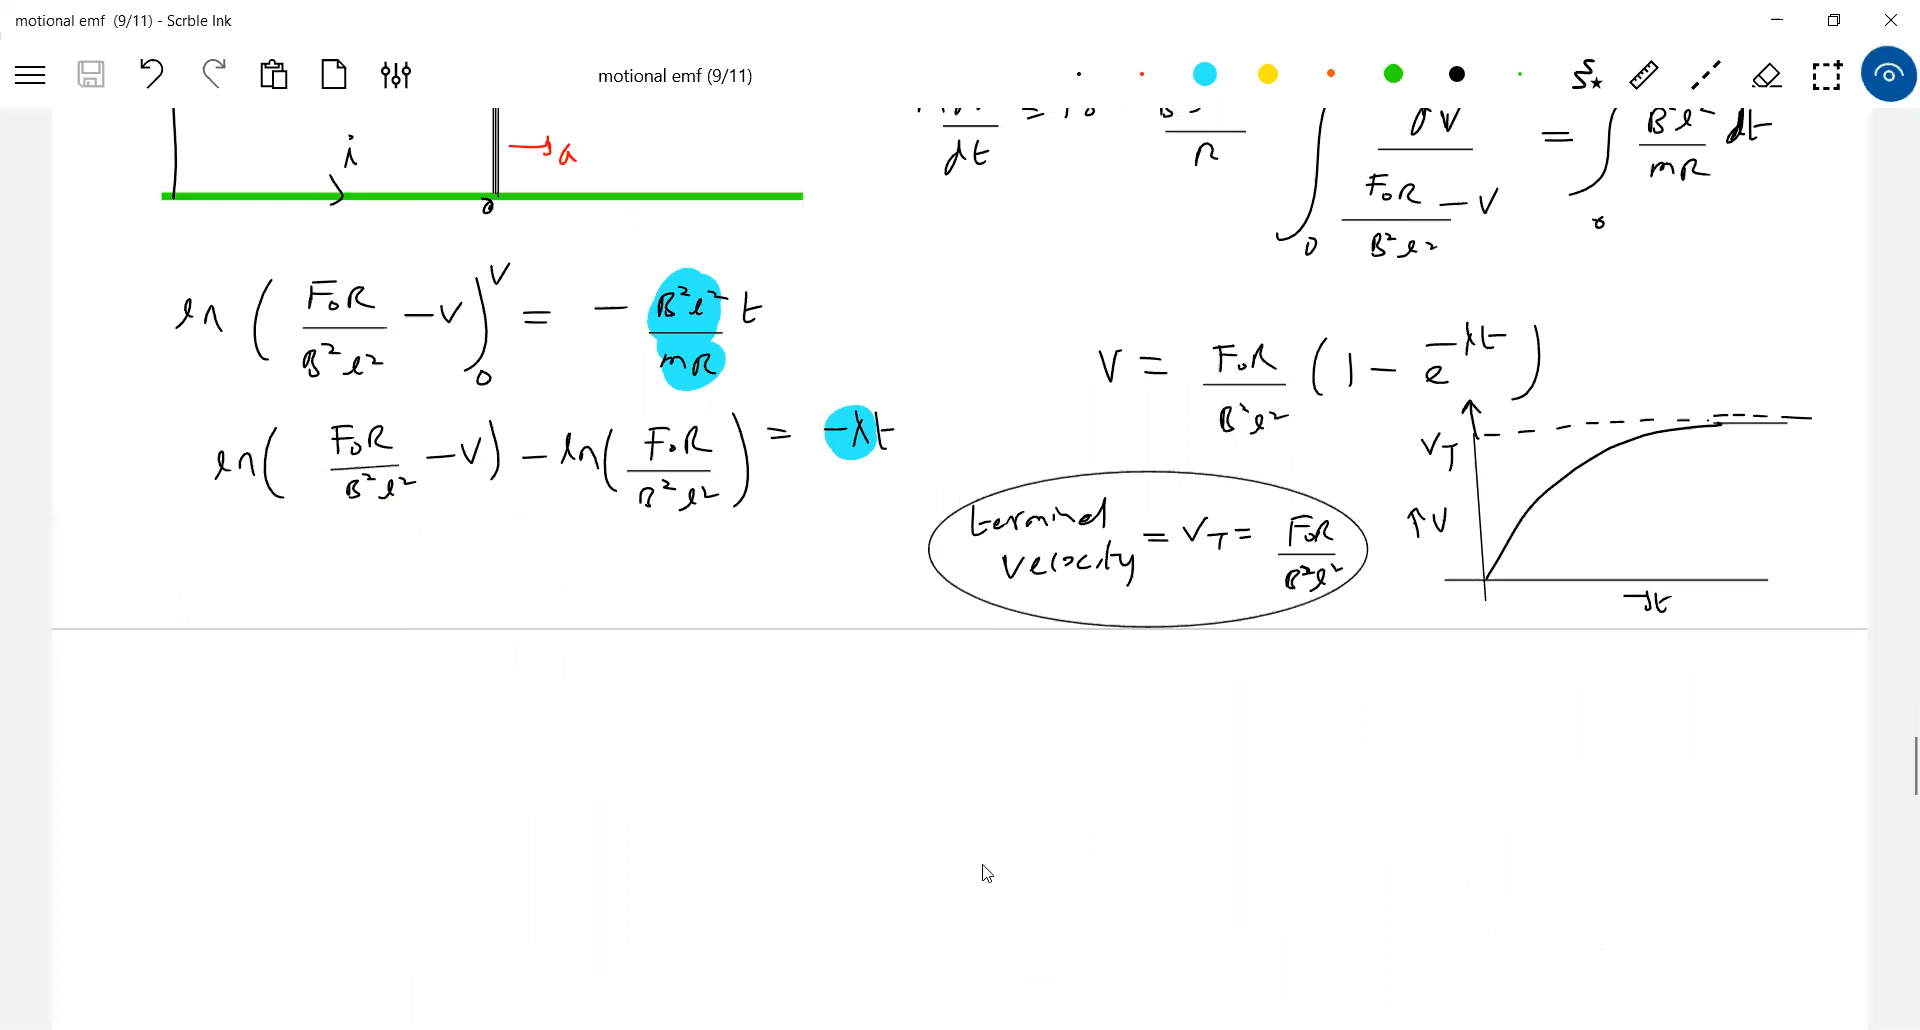 motional emf (9/11) - Scrble Ink
motional emf (9/11)
i
→ a
dt
R
∫₀ dV / (F₀R/B²l² − V) = ∫₀ B²l²/mR dt
ln ( F₀R/B²l² − V )₀^V = − B²l²/mR t
ln ( F₀R/B²l² − V ) − ln ( F₀R/B²l² ) = −λt
V = F₀R/B²l² ( 1 − e^−λt )
terminal velocity = V_T = F₀R/B²l²
V_T
↑V
→t